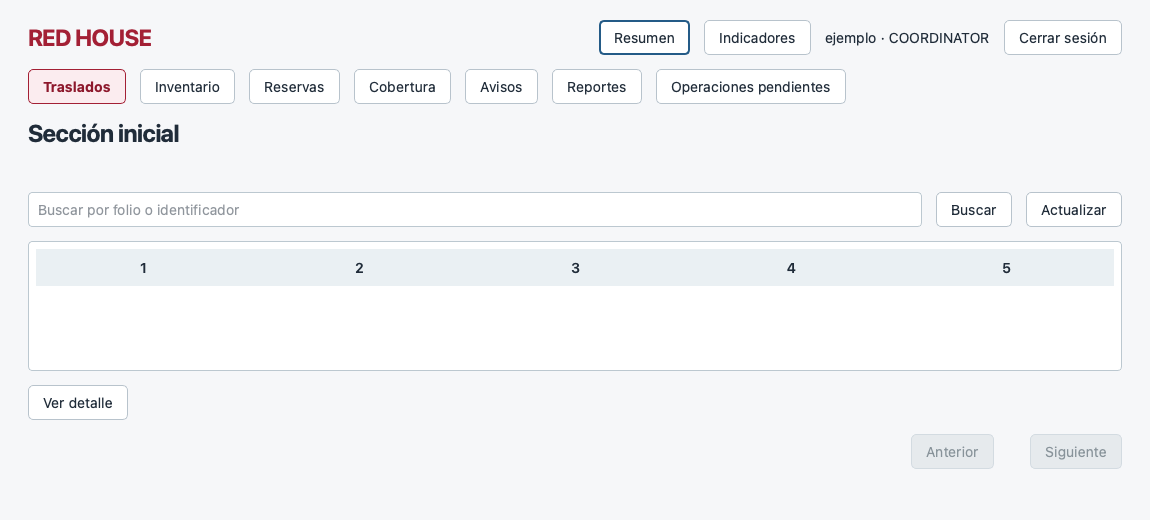 RED HOUSE Resumen Indicadores ejemplo · COORDINATOR Cerrar sesión
Traslados Inventario Reservas Cobertura Avisos Reportes Operaciones pendientes
Sección inicial
Buscar por folio o identificador Buscar Actualizar
1 2 3 4 5
Ver detalle
Anterior Siguiente